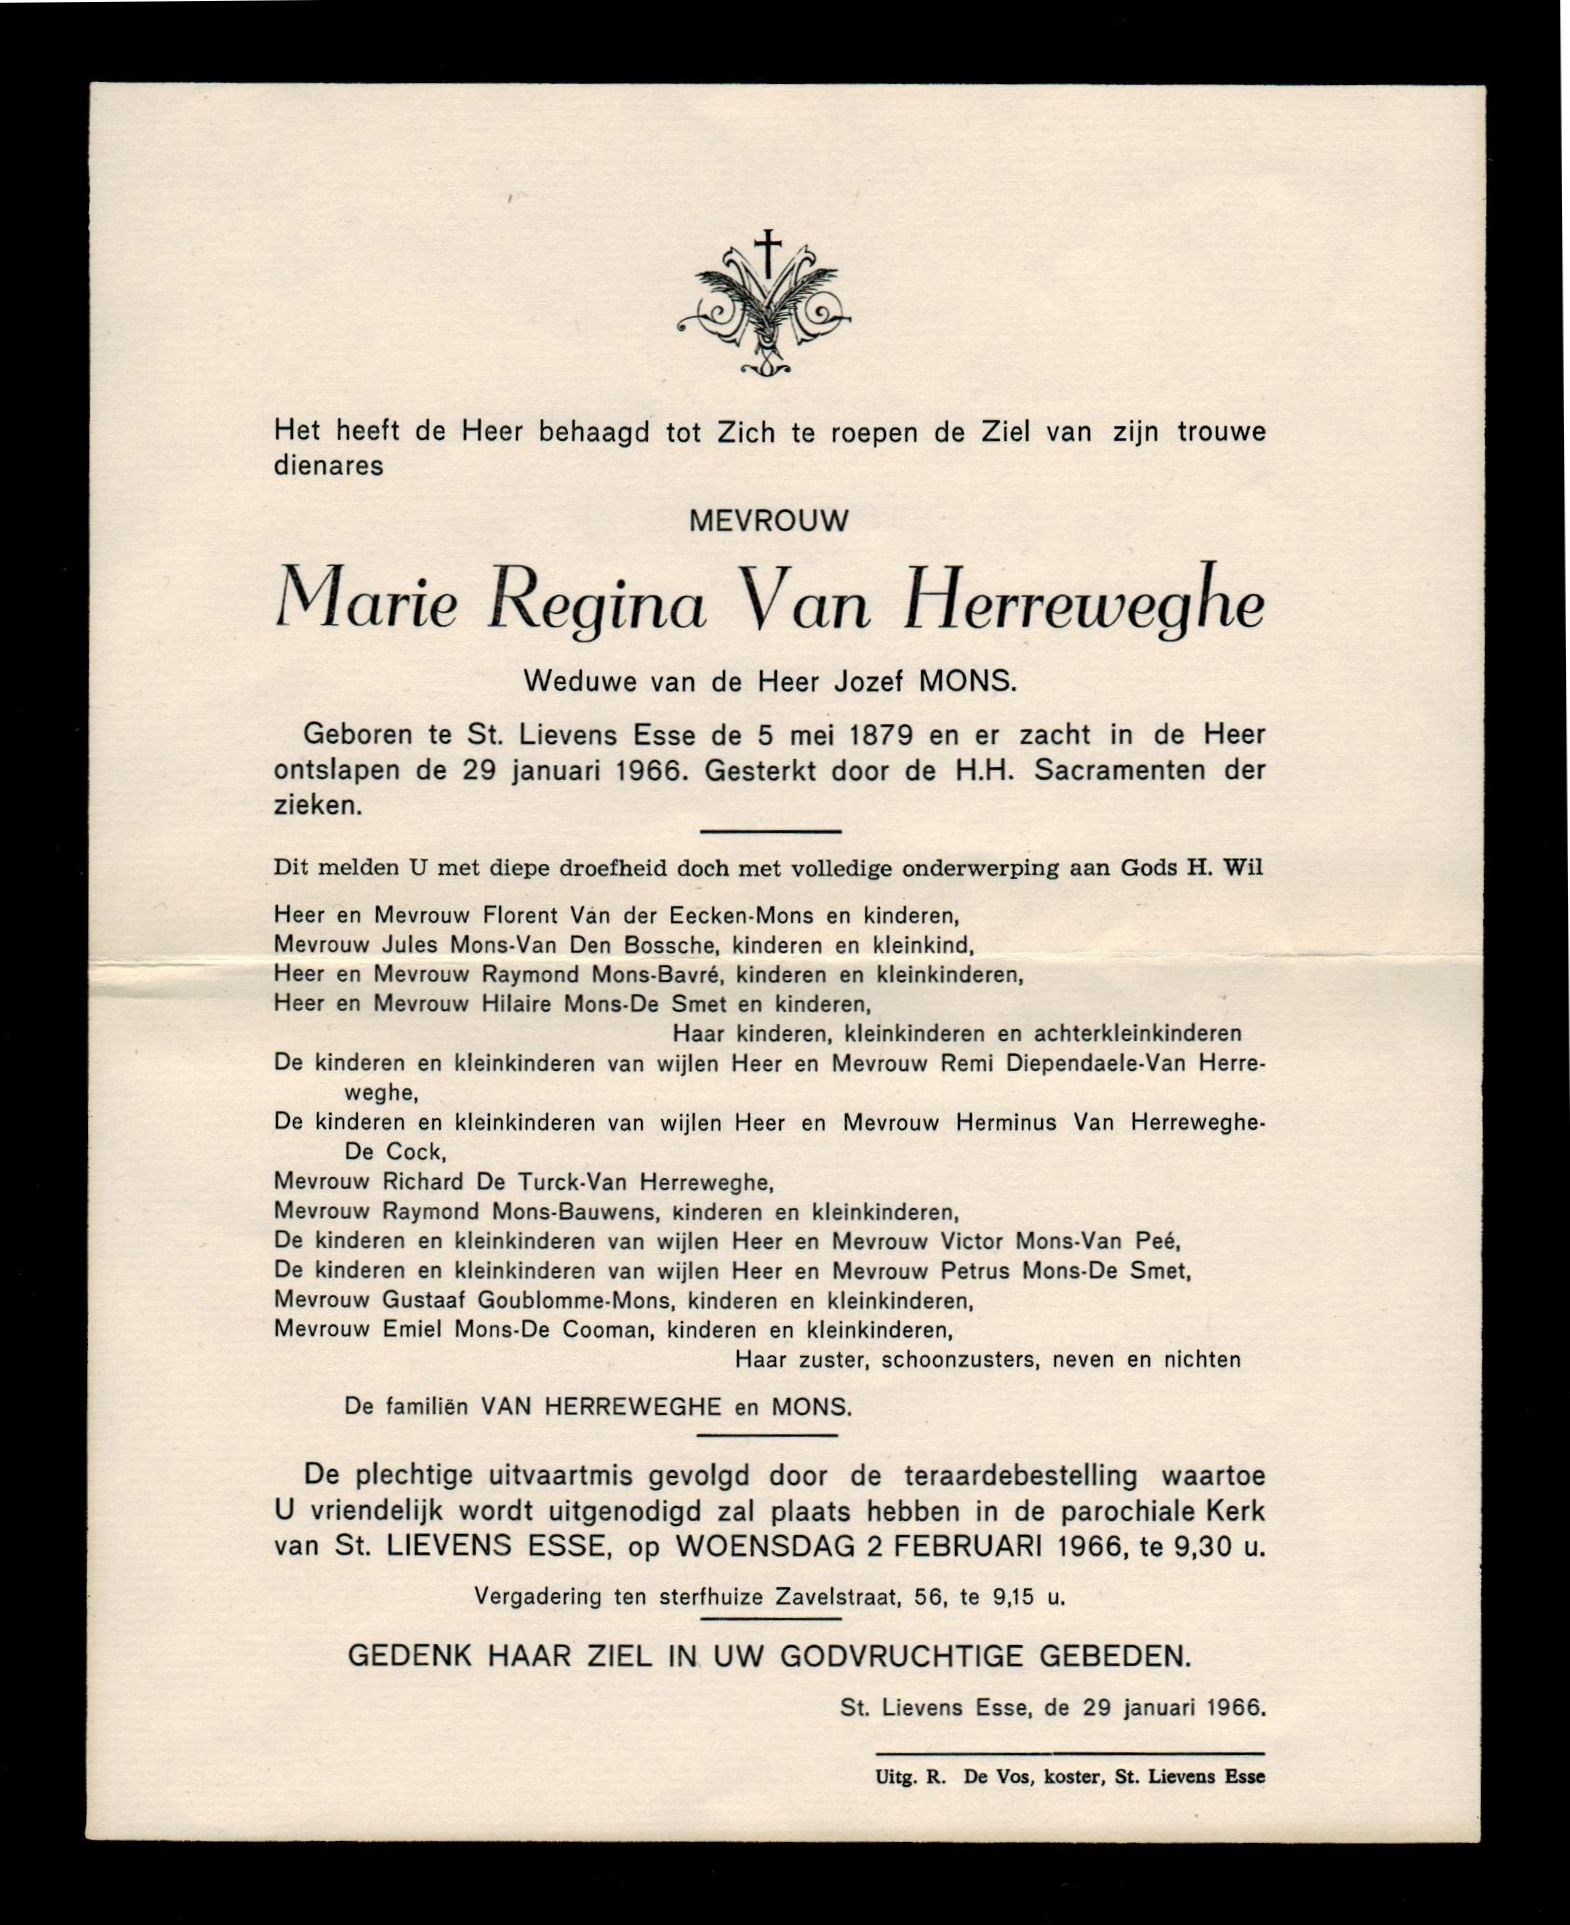 Het heeft de Heer behaagd tot Zich te roepen de Ziel van zijn trouwe
dienares
MEVROUW
Marie Regina Van Herreweghe
Weduwe van de Heer Jozef MONS.
Geboren te St. Lievens Esse de 5 mei 1879 en er zacht in de Heer
ontslapen de 29 januari 1966. Gesterkt door de H.H. Sacramenten der
zieken.
Dit melden U met diepe droefheid doch met volledige onderwerping aan Gods H. Wil
Heer en Mevrouw Florent Van der Eecken-Mons en kinderen,
Mevrouw Jules Mons-Van Den Bossche, kinderen en kleinkind,
Heer en Mevrouw Raymond Mons-Bavré, kinderen en kleinkinderen,
Heer en Mevrouw Hilaire Mons-De Smet en kinderen,
Haar kinderen, kleinkinderen en achterkleinkinderen
De kinderen en kleinkinderen van wijlen Heer en Mevrouw Remi Diependaele-Van Herre-
weghe,
De kinderen en kleinkinderen van wijlen Heer en Mevrouw Herminus Van Herreweghe-
De Cock,
Mevrouw Richard De Turck-Van Herreweghe,
Mevrouw Raymond Mons-Bauwens, kinderen en kleinkinderen,
De kinderen en kleinkinderen van wijlen Heer en Mevrouw Victor Mons-Van Peé,
De kinderen en kleinkinderen van wijlen Heer en Mevrouw Petrus Mons-De Smet,
Mevrouw Gustaaf Goublomme-Mons, kinderen en kleinkinderen,
Mevrouw Emiel Mons-De Cooman, kinderen en kleinkinderen,
Haar zuster, schoonzusters, neven en nichten
De familiën VAN HERREWEGHE en MONS.
De plechtige uitvaartmis gevolgd door de teraardebestelling waartoe
U vriendelijk wordt uitgenodigd zal plaats hebben in de parochiale Kerk
van St. LIEVENS ESSE, op WOENSDAG 2 FEBRUARI 1966, te 9,30 u.
Vergadering ten sterfhuize Zavelstraat, 56, te 9,15 u.
GEDENK HAAR ZIEL IN UW GODVRUCHTIGE GEBEDEN.
St. Lievens Esse, de 29 januari 1966.
Uitg. R. De Vos, koster, St. Lievens Esse